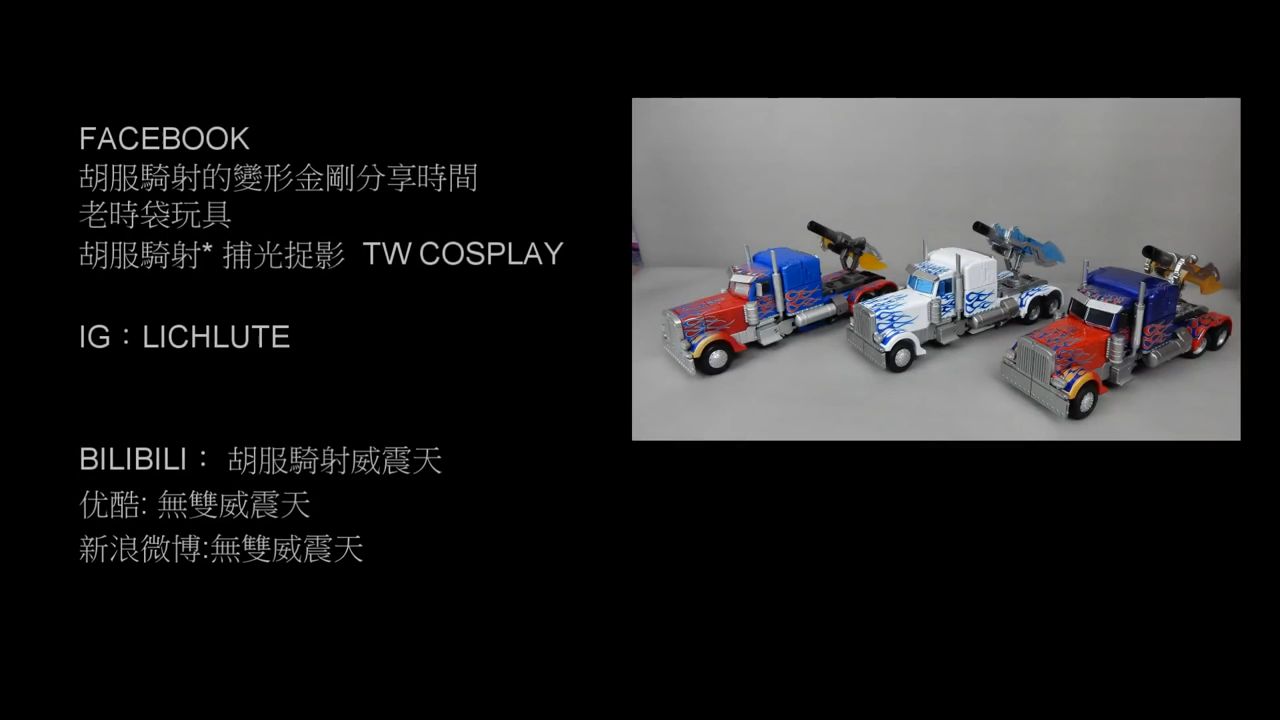 FACEBOOK
胡服騎射的變形金剛分享時間
老時袋玩具
胡服騎射* 捕光捉影 TW COSPLAY
IG：LICHLUTE
BILIBILI： 胡服騎射威震天
优酷: 無雙威震天
新浪微博:無雙威震天